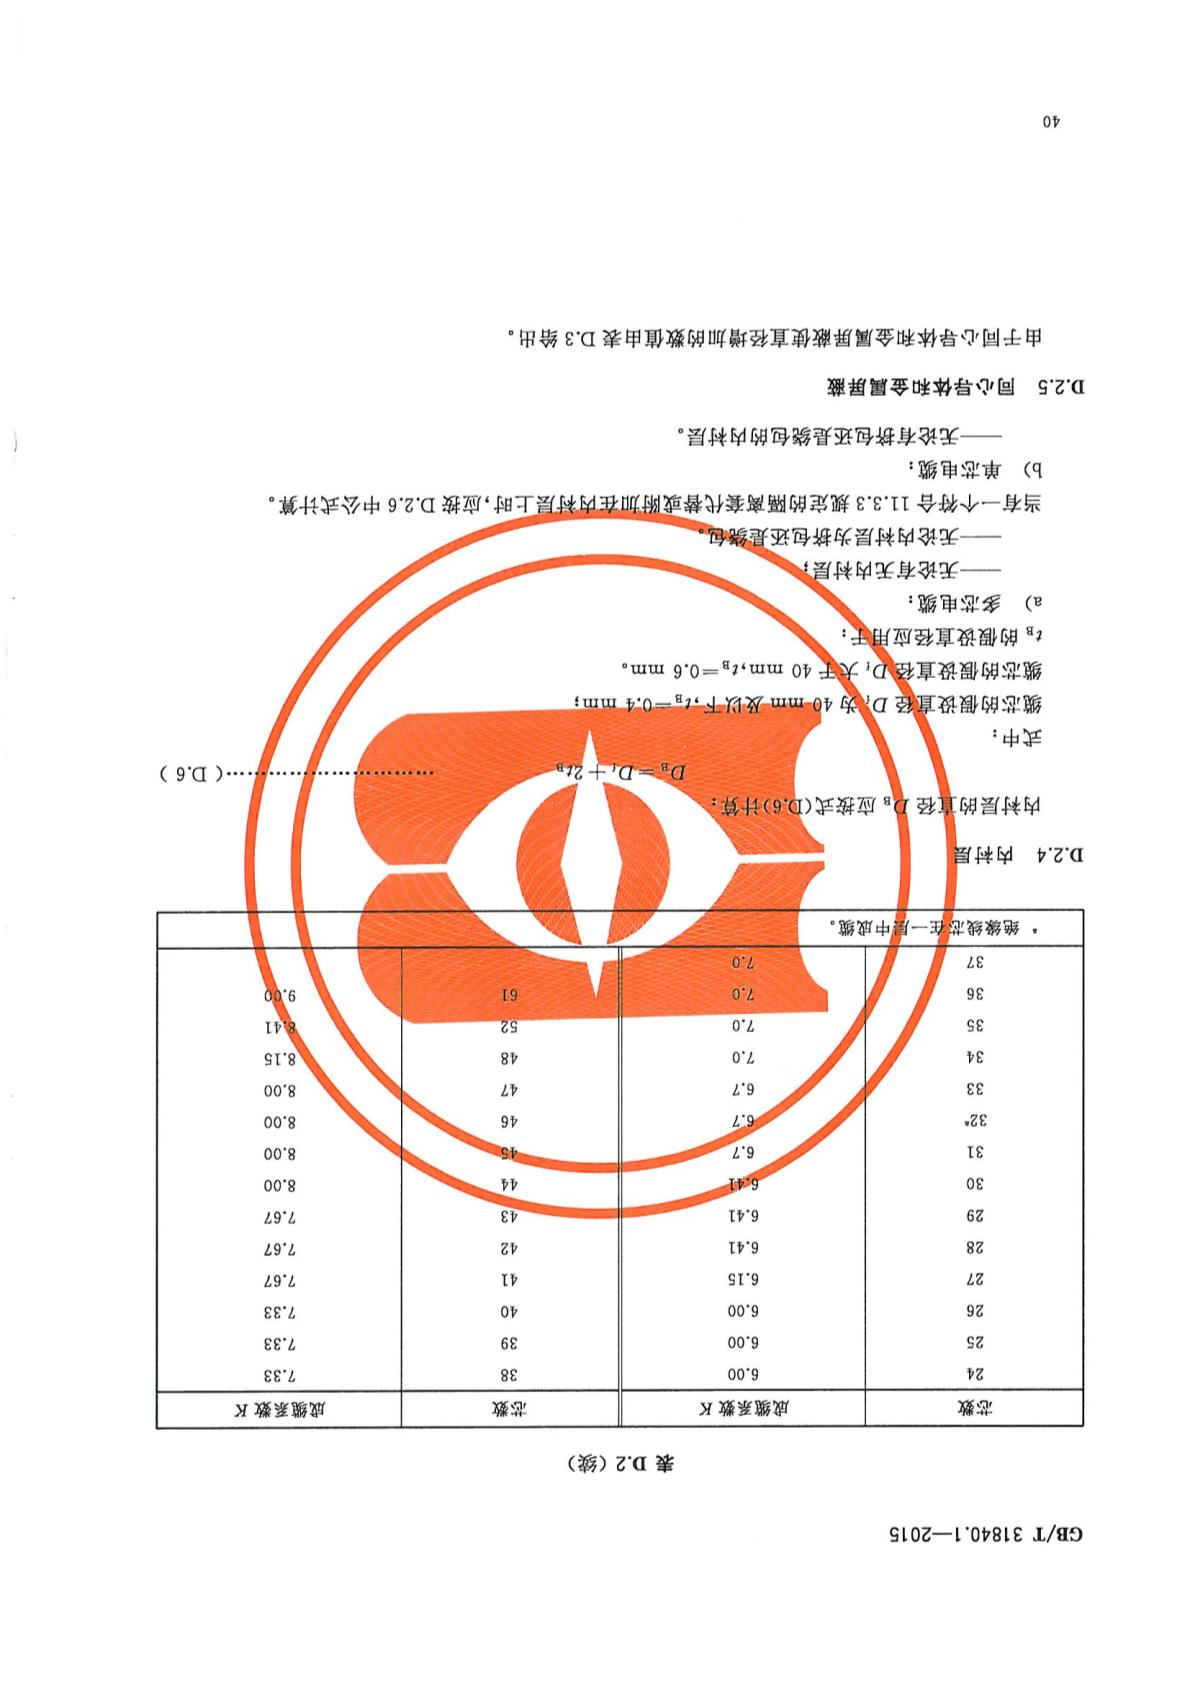 GB/T 31840.1—2015
表 D.2（续）
芯数 成缆系数 K 芯数 成缆系数 K
24 6.00 38 7.33
25 6.00 39 7.33
26 6.00 40 7.33
27 6.15 41 7.67
28 6.41 42 7.67
29 6.41 43 7.67
30 6.41 44 8.00
31 6.7 45 8.00
32ᵃ 6.7 46 8.00
33 6.7 47 8.00
34 7.0 48 8.15
35 7.0 52 8.41
36 7.0 61 9.00
37 7.0
ᵃ 绝缘线芯在一层中成缆。
D.2.4 内衬层
内衬层的直径 D_B 应按式(D.6)计算：
D_B＝D_f＋2t_B ……………………………( D.6 )
式中：
缆芯的假设直径 D_f 为 40 mm 及以下，t_B＝0.4 mm；
缆芯的假设直径 D_f 大于 40 mm，t_B＝0.6 mm。
t_B 的假设直径应用于：
a) 多芯电缆：
——无论有无内衬层；
——无论内衬层为挤包还是绕包。
当有一个符合 11.3.3 规定的隔离套代替或附加在内衬层上时，应按 D.2.6 中公式计算。
b) 单芯电缆：
——无论有挤包还是绕包的内衬层。
D.2.5 同心导体和金属屏蔽
由于同心导体和金属屏蔽使直径增加的数值由表 D.3 给出。
40